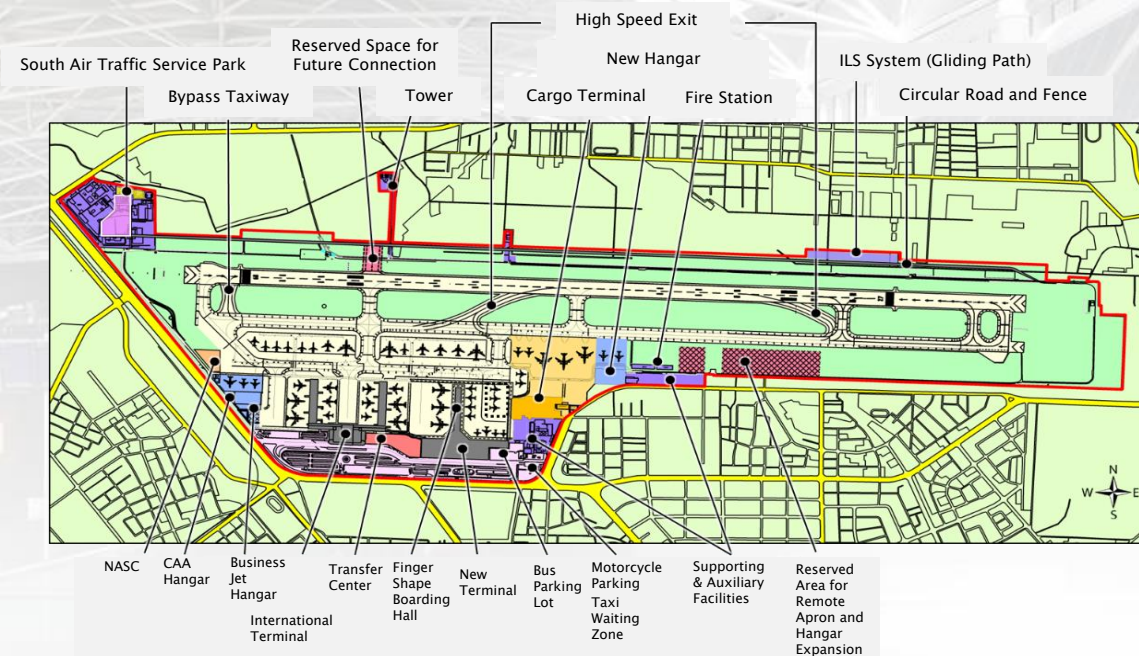 High Speed Exit
Reserved Space for
Future Connection
New Hangar
South Air Traffic Service Park
ILS System (Gliding Path)
Bypass Taxiway
Tower
Cargo Terminal
Fire Station
Circular Road and Fence
N
W
E
S
NASC
CAA
Hangar
Business
Jet
Hangar
International
Terminal
Transfer
Center
Finger
Shape
Boarding
Hall
New
Terminal
Bus
Parking
Lot
Motorcycle
Parking
Taxi
Waiting
Zone
Supporting
& Auxiliary
Facilities
Reserved
Area for
Remote
Apron and
Hangar
Expansion